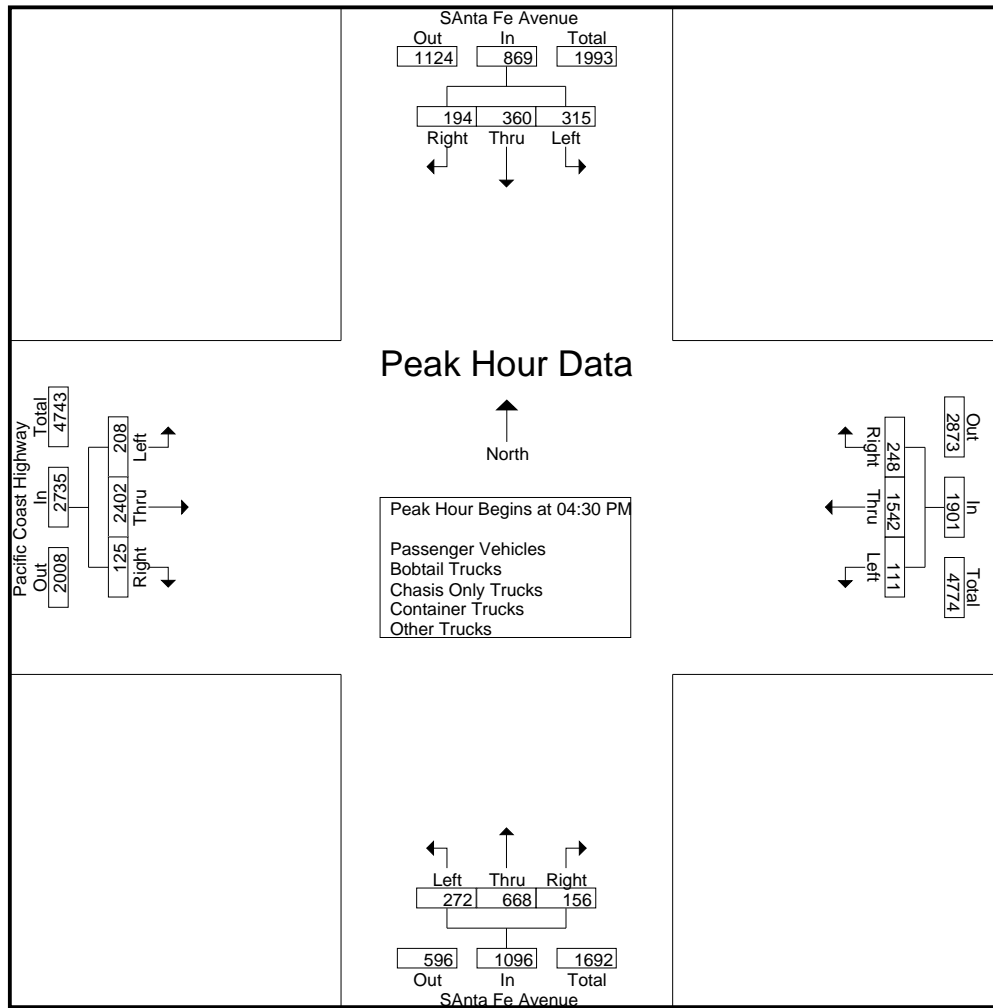 SAnta Fe Avenue
Out In Total
1124 869 1993
194 360 315
Right Thru Left
Peak Hour Data
North
Peak Hour Begins at 04:30 PM
Passenger Vehicles
Bobtail Trucks
Chasis Only Trucks
Container Trucks
Other Trucks
Pacific Coast Highway
Out In Total
2008 2735 4743
125 2402 208
Right Thru Left
Out In Total
2873 1901 4774
248 1542 111
Right Thru Left
Left Thru Right
272 668 156
596 1096 1692
Out In Total
SAnta Fe Avenue